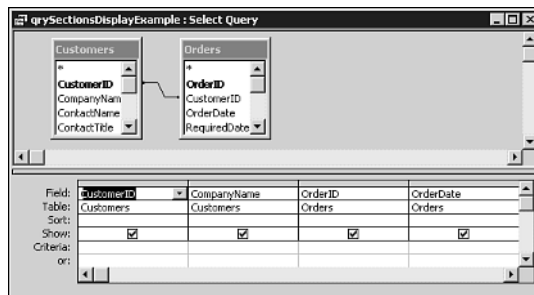 qrySectionsDisplayExample : Select Query
Customers
*
CustomerID
CompanyNam
ContactName
ContactTitle
Orders
*
OrderID
CustomerID
OrderDate
RequiredDate
Field: CustomerID CompanyName OrderID OrderDate
Table: Customers Customers Orders Orders
Sort:
Show:
Criteria:
or: